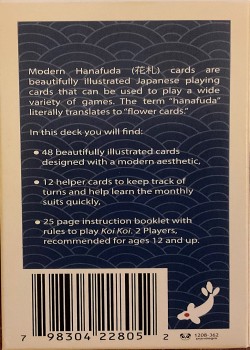 Modern Hanafuda (花札) cards are
beautifully illustrated Japanese playing
cards that can be used to play a wide
variety of games. The term "hanafuda"
literally translates to "flower cards."
In this deck you will find:
• 48 beautifully illustrated cards
designed with a modern aesthetic,
• 12 helper cards to keep track of
turns and help learn the monthly
suits quickly,
• 25 page instruction booklet with
rules to play Koi Koi. 2 Players,
recommended for ages 12 and up.
1208-362
7 98304 22805 2